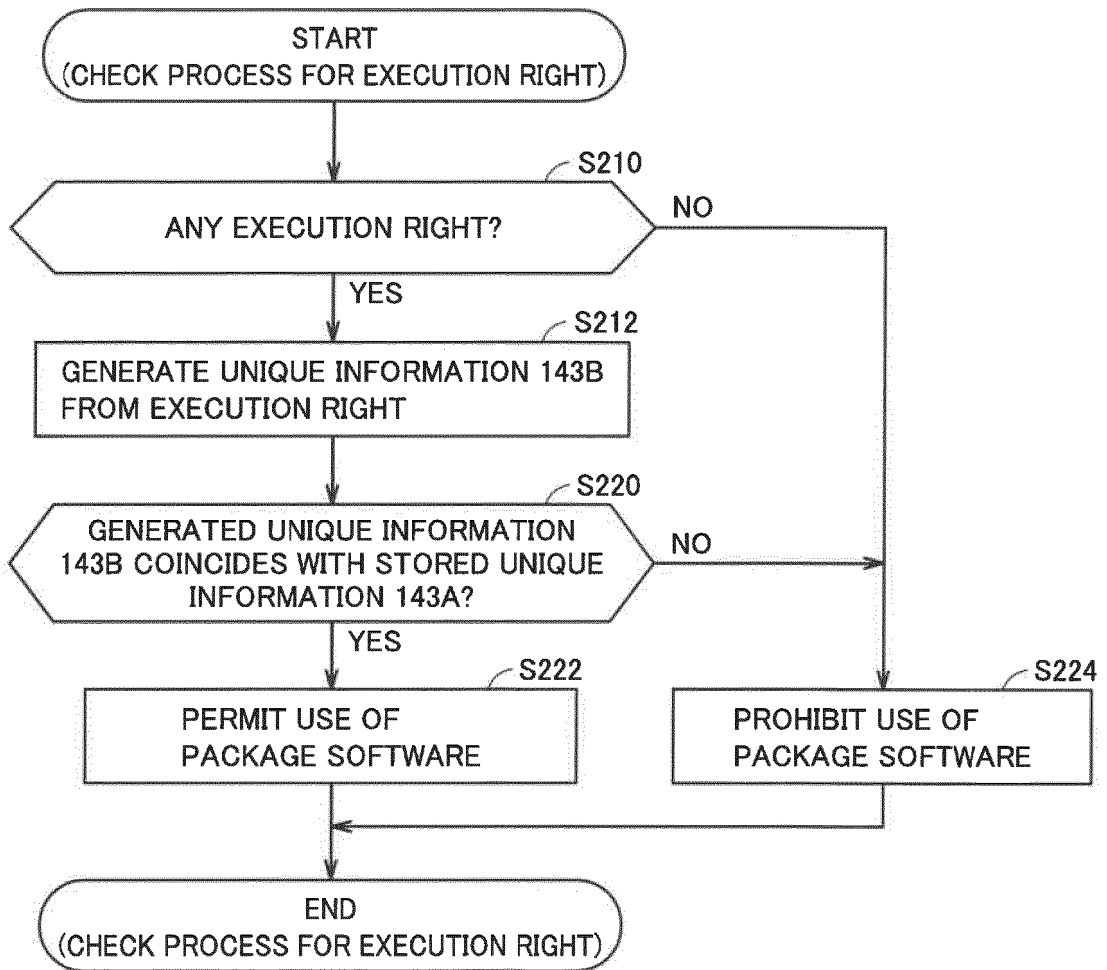 START
(CHECK PROCESS FOR EXECUTION RIGHT)
S210
ANY EXECUTION RIGHT?
NO
YES
S212
GENERATE UNIQUE INFORMATION 143B
FROM EXECUTION RIGHT
S220
GENERATED UNIQUE INFORMATION
143B COINCIDES WITH STORED UNIQUE
INFORMATION 143A?
NO
YES
S222
PERMIT USE OF
PACKAGE SOFTWARE
S224
PROHIBIT USE OF
PACKAGE SOFTWARE
END
(CHECK PROCESS FOR EXECUTION RIGHT)